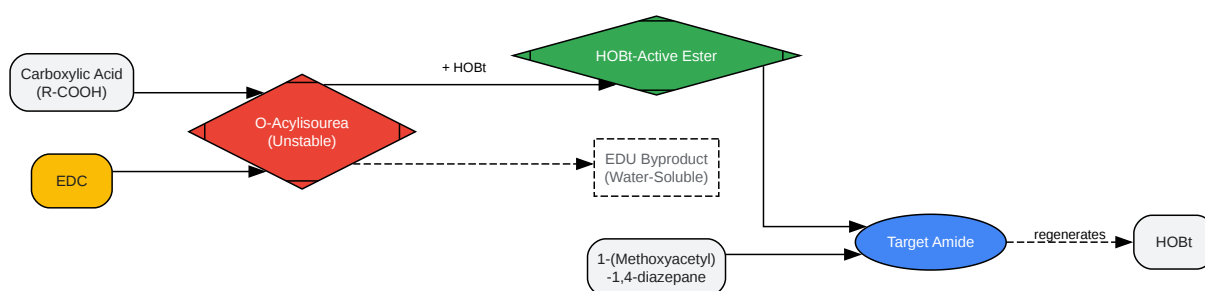 Carboxylic Acid
(R-COOH)
EDC
O-Acylisourea
(Unstable)
+ HOBt
HOBt-Active Ester
EDU Byproduct
(Water-Soluble)
1-(Methoxyacetyl)
-1,4-diazepane
Target Amide
regenerates
HOBt